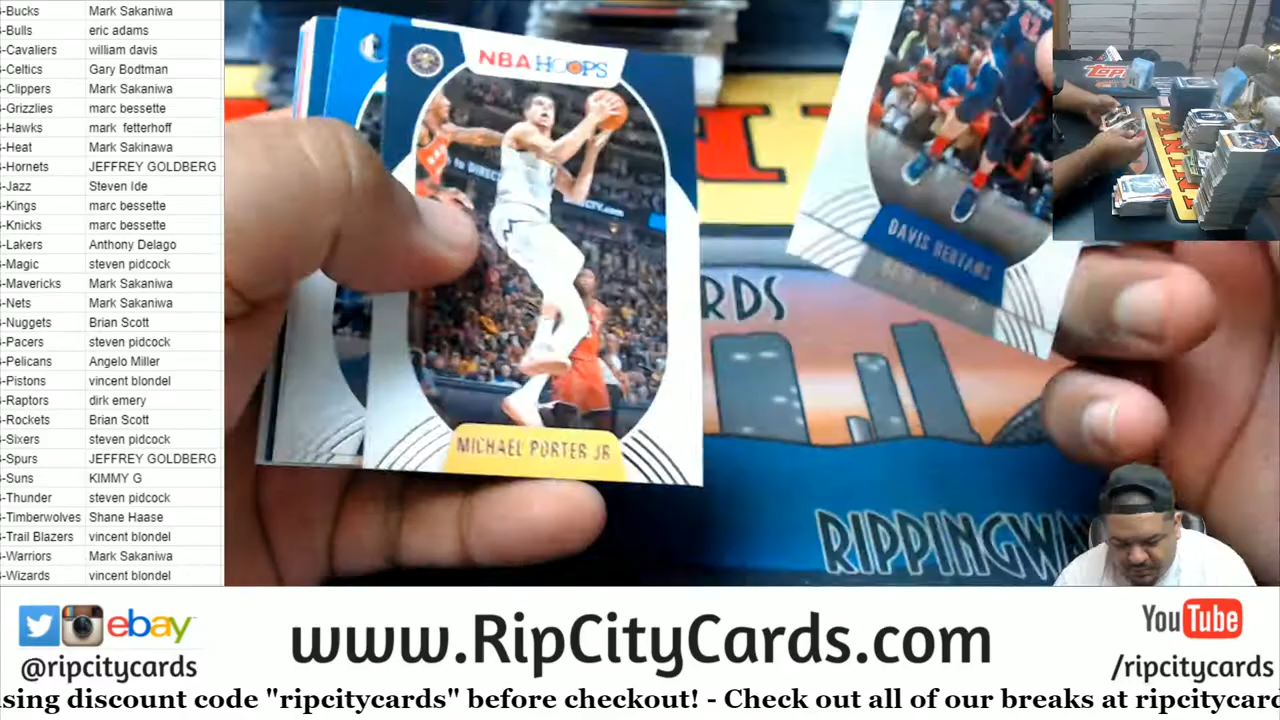 -Bucks Mark Sakaniwa
-Bulls eric adams
-Cavaliers william davis
-Celtics Gary Bodtman
-Clippers Mark Sakaniwa
-Grizzlies marc bessette
-Hawks mark fetterhoff
-Heat Mark Sakinawa
-Hornets JEFFREY GOLDBERG
-Jazz Steven Ide
-Kings marc bessette
-Knicks marc bessette
-Lakers Anthony Delago
-Magic steven pidcock
-Mavericks Mark Sakaniwa
-Nets Mark Sakaniwa
-Nuggets Brian Scott
-Pacers steven pidcock
-Pelicans Angelo Miller
-Pistons vincent blondel
-Raptors dirk emery
-Rockets Brian Scott
-Sixers steven pidcock
-Spurs JEFFREY GOLDBERG
-Suns KIMMY G
-Thunder steven pidcock
-Timberwolves Shane Haase
-Trail Blazers vincent blondel
-Warriors Mark Sakaniwa
-Wizards vincent blondel
NBA HOOPS
MICHAEL PORTER JR
DAVIS BERTANS
RDS
RIPPINGWA
TOPPS
PANINI
ebay
@ripcitycards
www.RipCityCards.com
YouTube
/ripcitycards
sing discount code "ripcitycards" before checkout! - Check out all of our breaks at ripcitycard